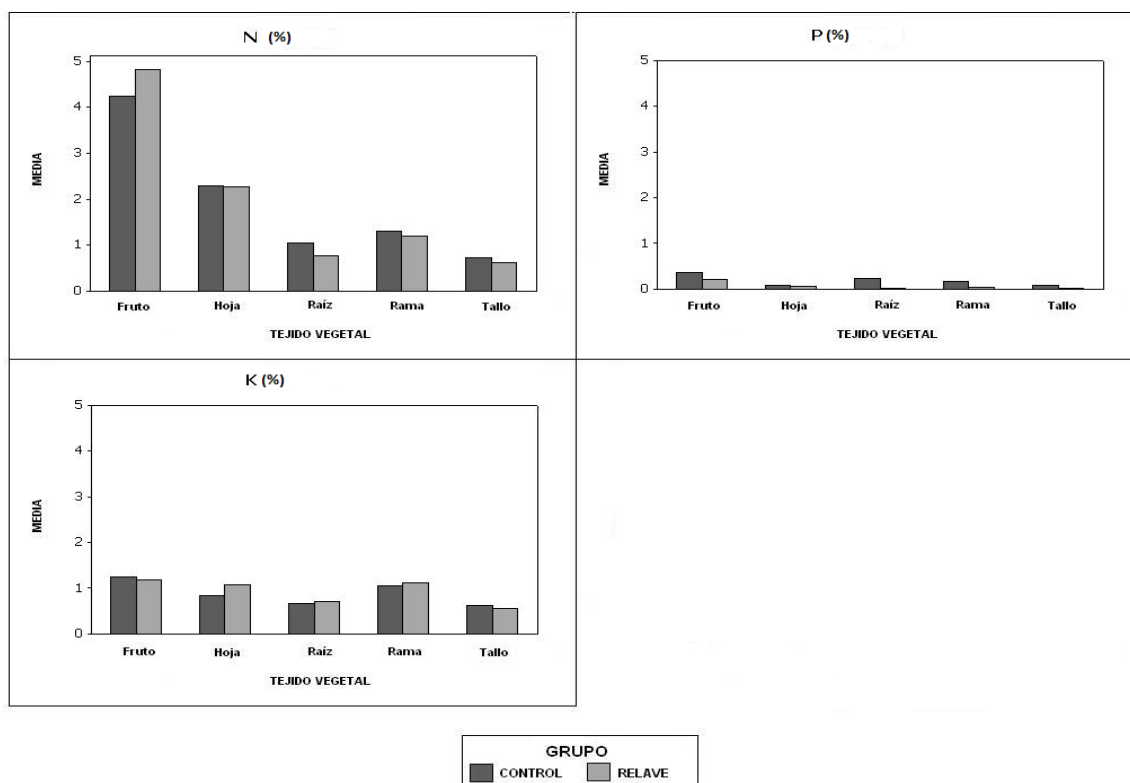 N (%)
5
4
3
2
1
0
MEDIA
Fruto Hoja Raíz Rama Tallo
TEJIDO VEGETAL
P (%)
5
4
3
2
1
0
MEDIA
Fruto Hoja Raíz Rama Tallo
TEJIDO VEGETAL
K (%)
5
4
3
2
1
0
MEDIA
Fruto Hoja Raíz Rama Tallo
TEJIDO VEGETAL
GRUPO
CONTROL RELAVE